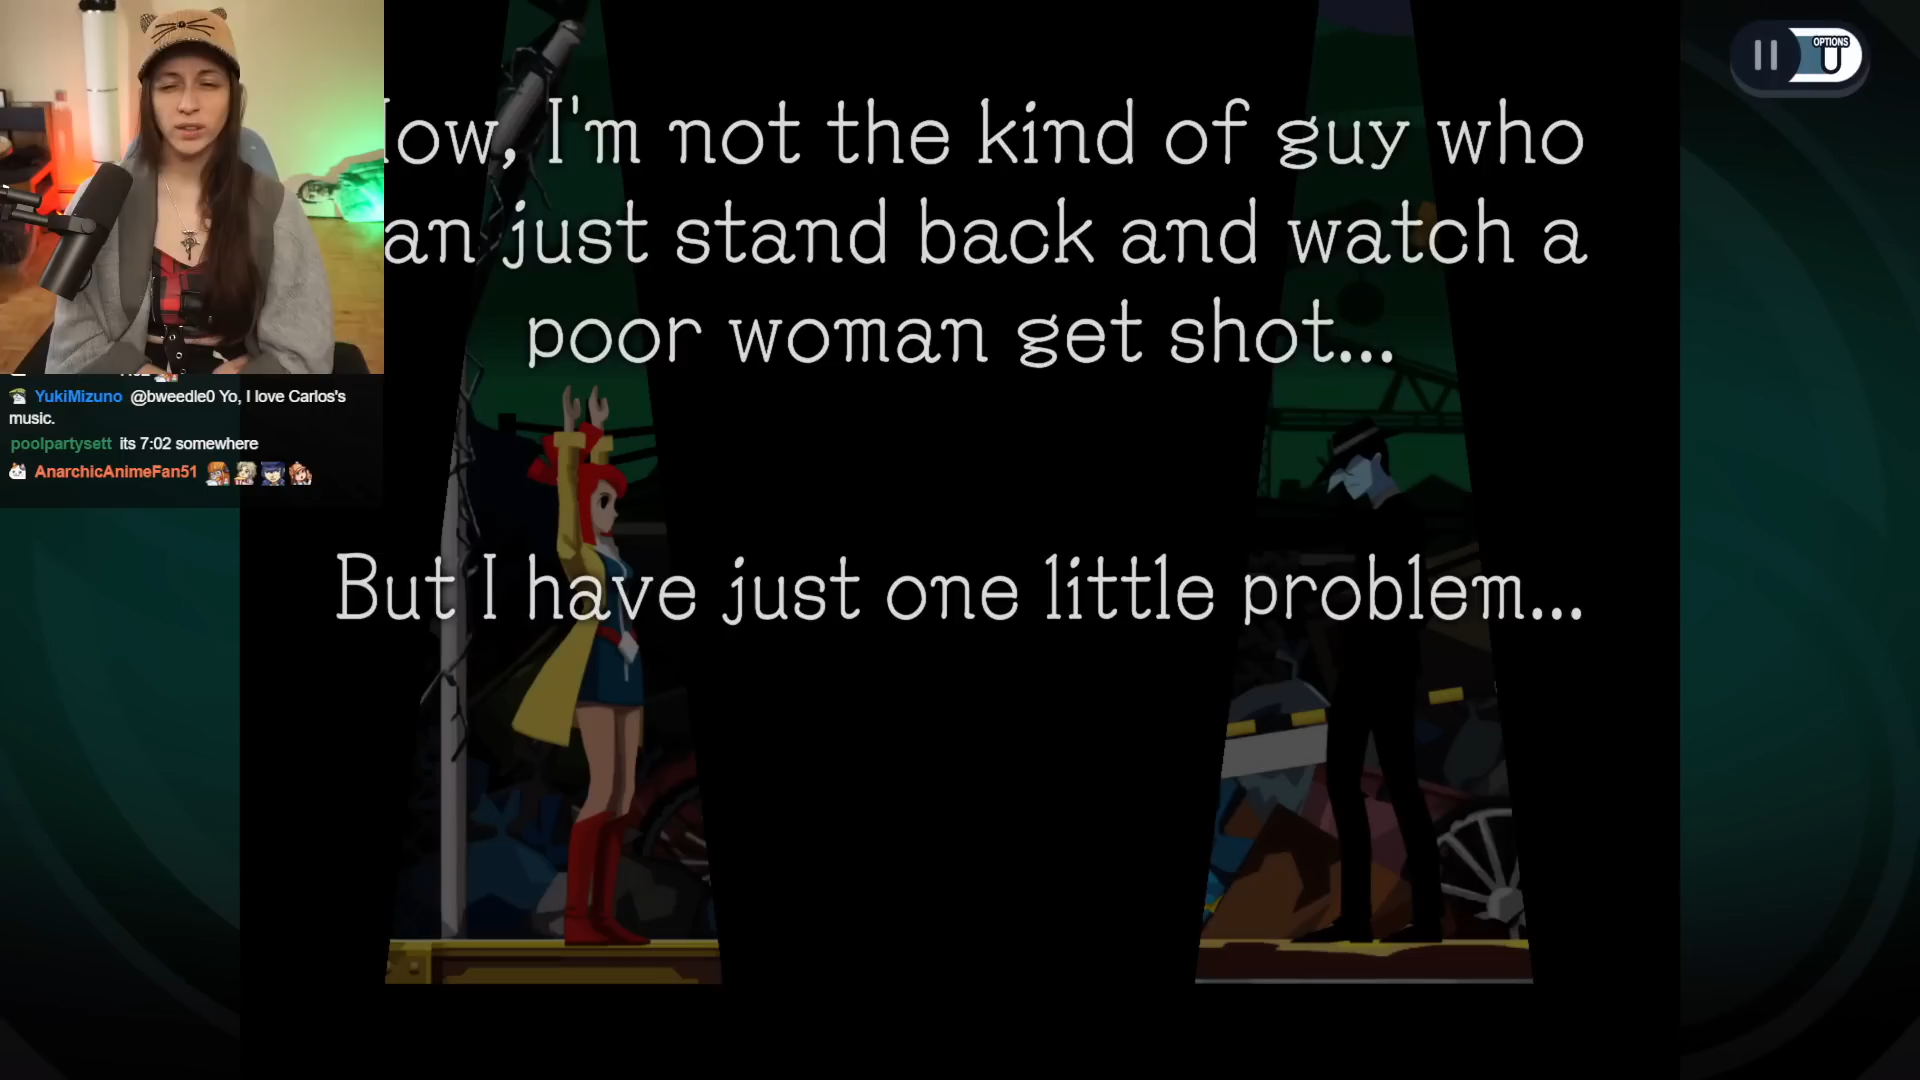 OPTIONS
ow, I'm not the kind of guy who
an just stand back and watch a
poor woman get shot...
But I have just one little problem...
YukiMizuno @bweedle0 Yo, I love Carlos's
music.
poolpartysett its 7:02 somewhere
AnarchicAnimeFan51